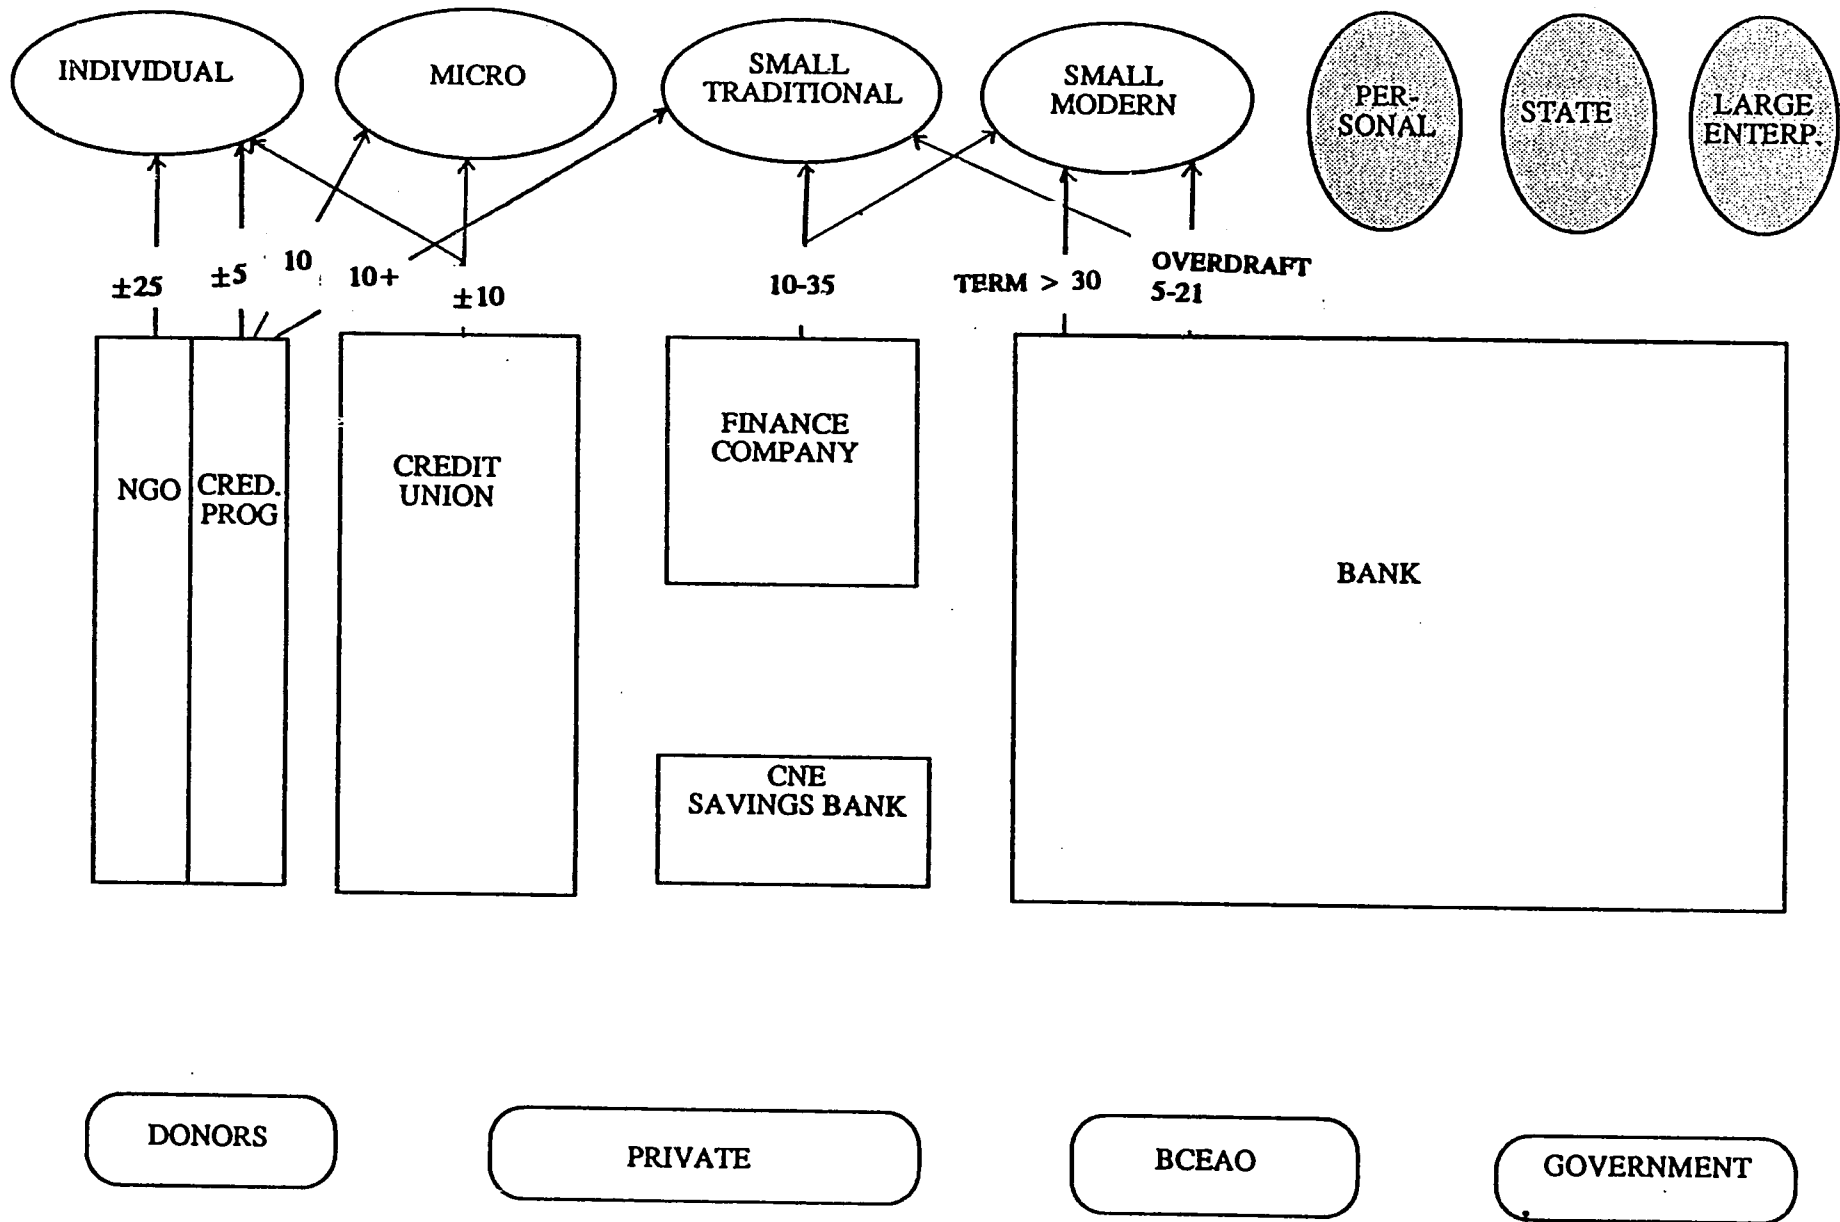 INDIVIDUAL
MICRO
SMALL
TRADITIONAL
SMALL
MODERN
PER-
SONAL
STATE
LARGE
ENTERP.
±25
±5
10
10+
±10
10-35
TERM > 30
OVERDRAFT
5-21
NGO
CRED.
PROG
CREDIT
UNION
FINANCE
COMPANY
CNE
SAVINGS BANK
BANK
DONORS
PRIVATE
BCEAO
GOVERNMENT